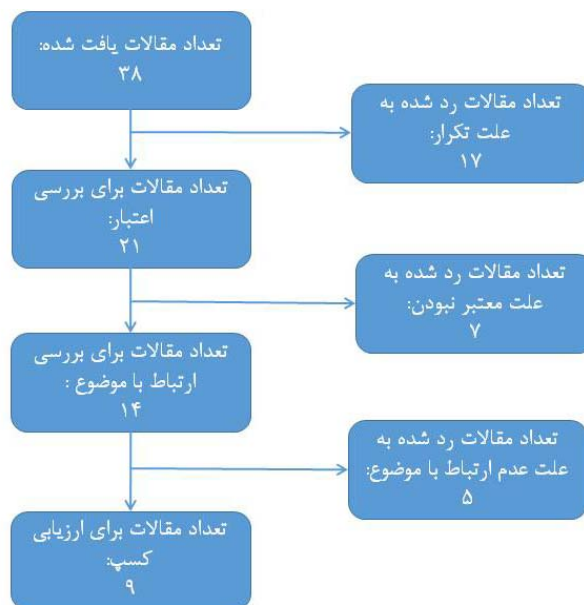 تعداد مقالات یافت شده:
۳۸
تعداد مقالات رد شده به
علت تکرار:
۱۷
تعداد مقالات برای بررسی
اعتبار:
۲۱
تعداد مقالات رد شده به
علت معتبر نبودن:
۷
تعداد مقالات برای بررسی
ارتباط با موضوع :
۱۴
تعداد مقالات رد شده به
علت عدم ارتباط با موضوع:
۵
تعداد مقالات برای ارزیابی
کسپ:
۹